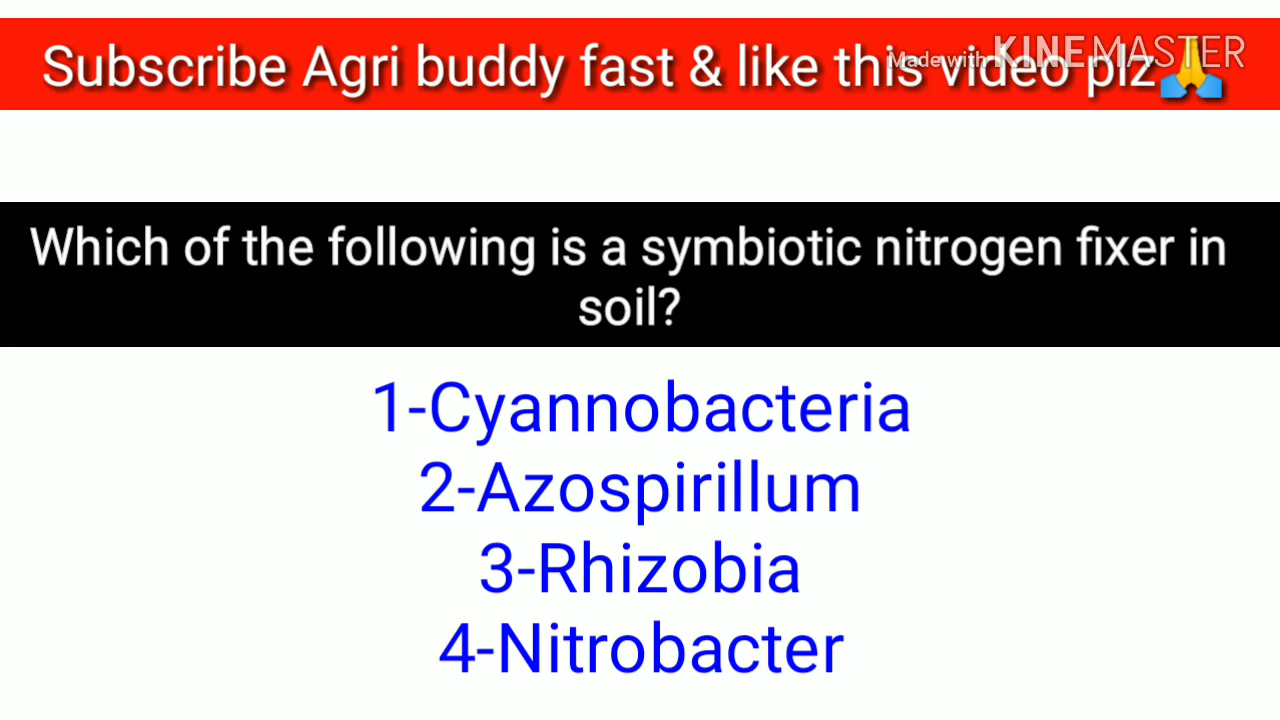 Subscribe Agri buddy fast & like this video plz🙏
Made with KINEMASTER
Which of the following is a symbiotic nitrogen fixer in
soil?
1-Cyannobacteria
2-Azospirillum
3-Rhizobia
4-Nitrobacter